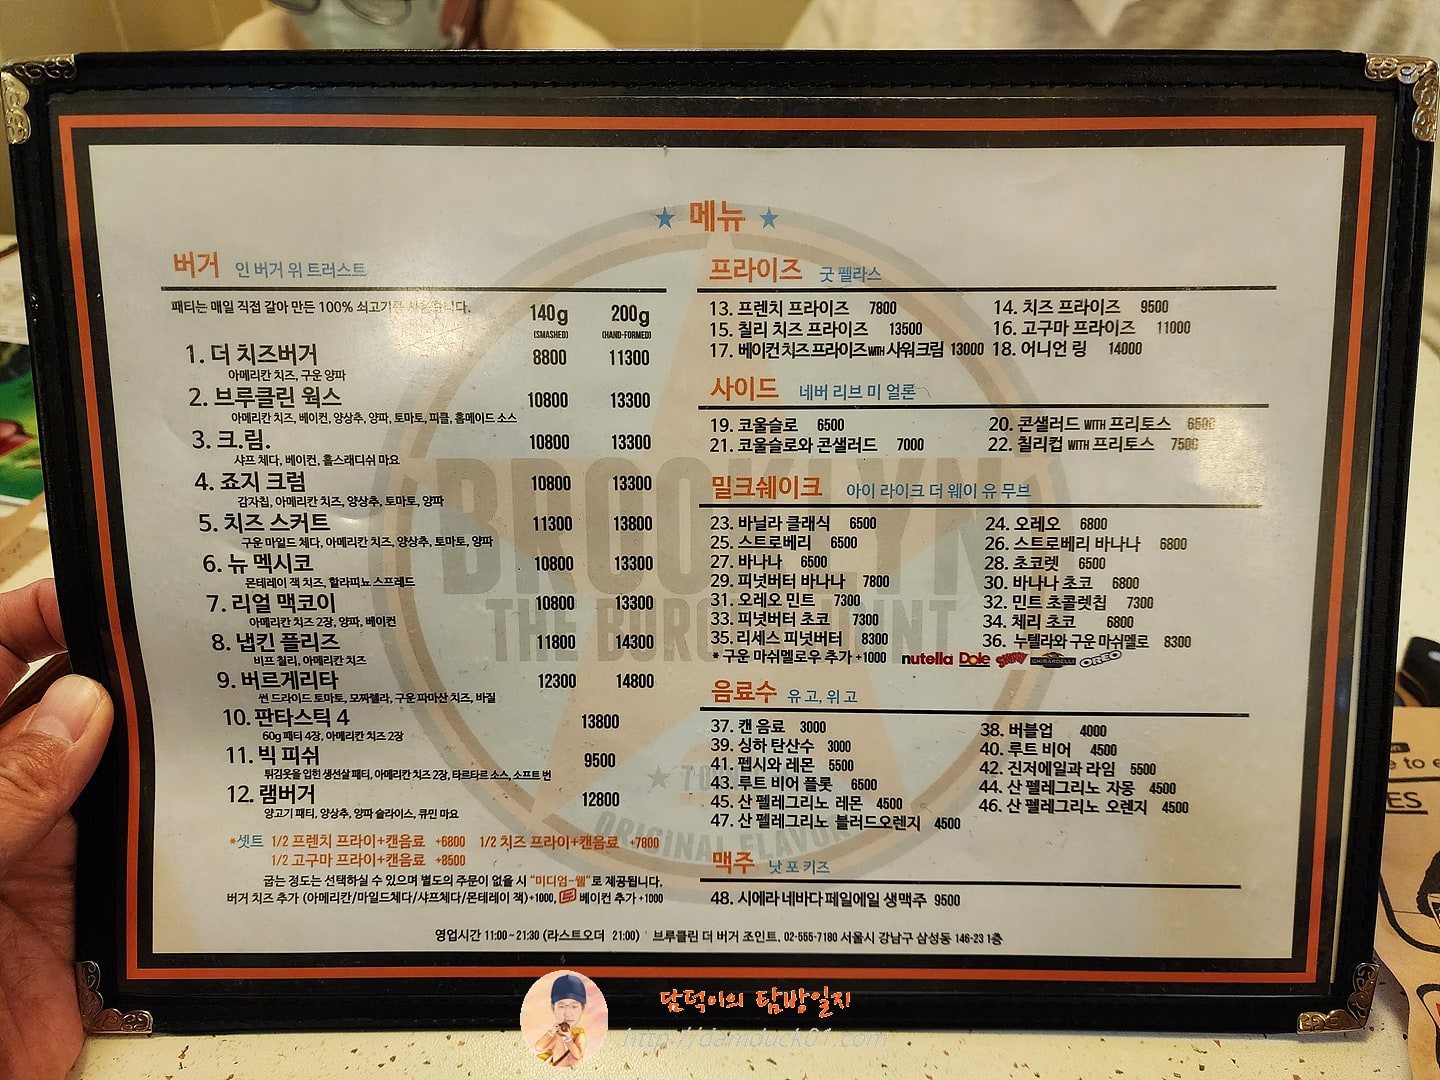 메뉴
버거 인 버거 위 트러스트
패티는 매일 직접 갈아 만든 100% 쇠고기를 사용합니다.
140g 200g
(SMASHED) (HAND-FORMED)
1. 더 치즈버거 8800 11300
아메리칸 치즈, 구운 양파
2. 브루클린 웍스 10800 13300
아메리칸 치즈, 베이컨, 양상추, 양파, 토마토, 피클, 홈메이드 소스
3. 크.림. 10800 13300
샤프 체다, 베이컨, 홀스래디쉬 마요
4. 죠지 크럼 10800 13300
감자칩, 아메리칸 치즈, 양상추, 토마토, 양파
5. 치즈 스커트 11300 13800
구운 마일드 체다, 아메리칸 치즈, 양상추, 토마토, 양파
6. 뉴 멕시코 10800 13300
몬테레이 잭 치즈, 할라피뇨 스프레드
7. 리얼 맥코이 10800 13300
아메리칸 치즈 2장, 양파, 베이컨
8. 냅킨 플리즈 11800 14300
비프 칠리, 아메리칸 치즈
9. 버르게리타 12300 14800
썬 드라이드 토마토, 모짜렐라, 구운 파마산 치즈, 바질
10. 판타스틱 4 13800
60g 패티 4장, 아메리칸 치즈 2장
11. 빅 피쉬 9500
튀김옷을 입힌 생선살 패티, 아메리칸 치즈 2장, 타르타르 소스, 소프트 번
12. 램버거 12800
양고기 패티, 양상추, 양파 슬라이스, 큐민 마요
*셋트 1/2 프렌치 프라이+캔음료 +6800 1/2 치즈 프라이+캔음료 +7800
1/2 고구마 프라이+캔음료 +8500
굽는 정도는 선택하실 수 있으며 별도의 주문이 없을 시 "미디엄-웰"로 제공됩니다.
버거 치즈 추가 (아메리칸/마일드체다/샤프체다/몬테레이 잭)+1000, 베이컨 추가 +1000
프라이즈 굿 펠라스
13. 프렌치 프라이즈 7800 14. 치즈 프라이즈 9500
15. 칠리 치즈 프라이즈 13500 16. 고구마 프라이즈 11000
17. 베이컨 치즈 프라이즈 WITH 사워크림 13000 18. 어니언 링 14000
사이드 네버 리브 미 얼론
19. 코울슬로 6500 20. 콘샐러드 WITH 프리토스 6500
21. 코울슬로와 콘샐러드 7000 22. 칠리컵 WITH 프리토스 7500
밀크쉐이크 아이 라이크 더 웨이 유 무브
23. 바닐라 클래식 6500 24. 오레오 6800
25. 스트로베리 6500 26. 스트로베리 바나나 6800
27. 바나나 6500 28. 초코렛 6500
29. 피넛버터 바나나 7800 30. 바나나 초코 6800
31. 오레오 민트 7300 32. 민트 초콜렛칩 7300
33. 피넛버터 초코 7300 34. 체리 초코 6800
35. 리세스 피넛버터 8300 36. 누텔라와 구운 마쉬멜로 8300
* 구운 마쉬멜로우 추가 +1000 nutella Dole SKIPPY GHIRARDELLI OREO
음료수 유 고, 위 고
37. 캔 음료 3000 38. 버블업 4000
39. 싱하 탄산수 3000 40. 루트 비어 4500
41. 펩시와 레몬 5500 42. 진저에일과 라임 5500
43. 루트 비어 플롯 6500 44. 산 펠레그리노 자몽 4500
45. 산 펠레그리노 레몬 4500 46. 산 펠레그리노 오렌지 4500
47. 산 펠레그리노 블러드오렌지 4500
맥주 낫 포 키즈
48. 시에라 네바다 페일에일 생맥주 9500
영업시간 11:00~21:30 (라스트오더 21:00) 브루클린 더 버거 조인트. 02-555-7180 서울시 강남구 삼성동 146-23 1층
BROOKLYN
THE BURGER JOINT
ORIGINAL FLAVOR
담덕이의 탐방일지
http://damduck01.com